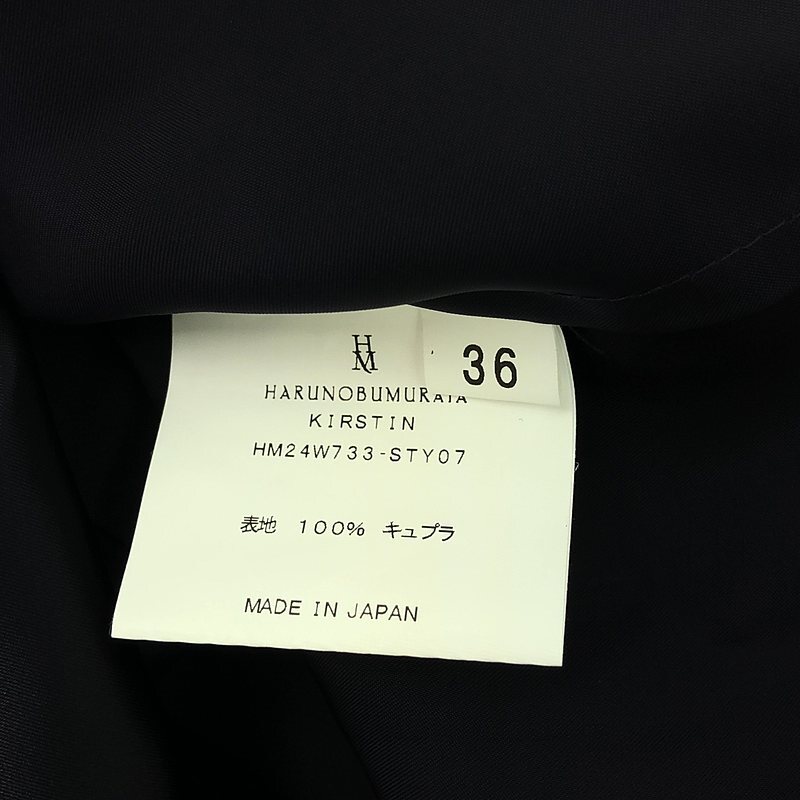 HM
36
HARUNOBUMURATA
KIRSTIN
HM24W733-STY07
表地 100% キュプラ
MADE IN JAPAN